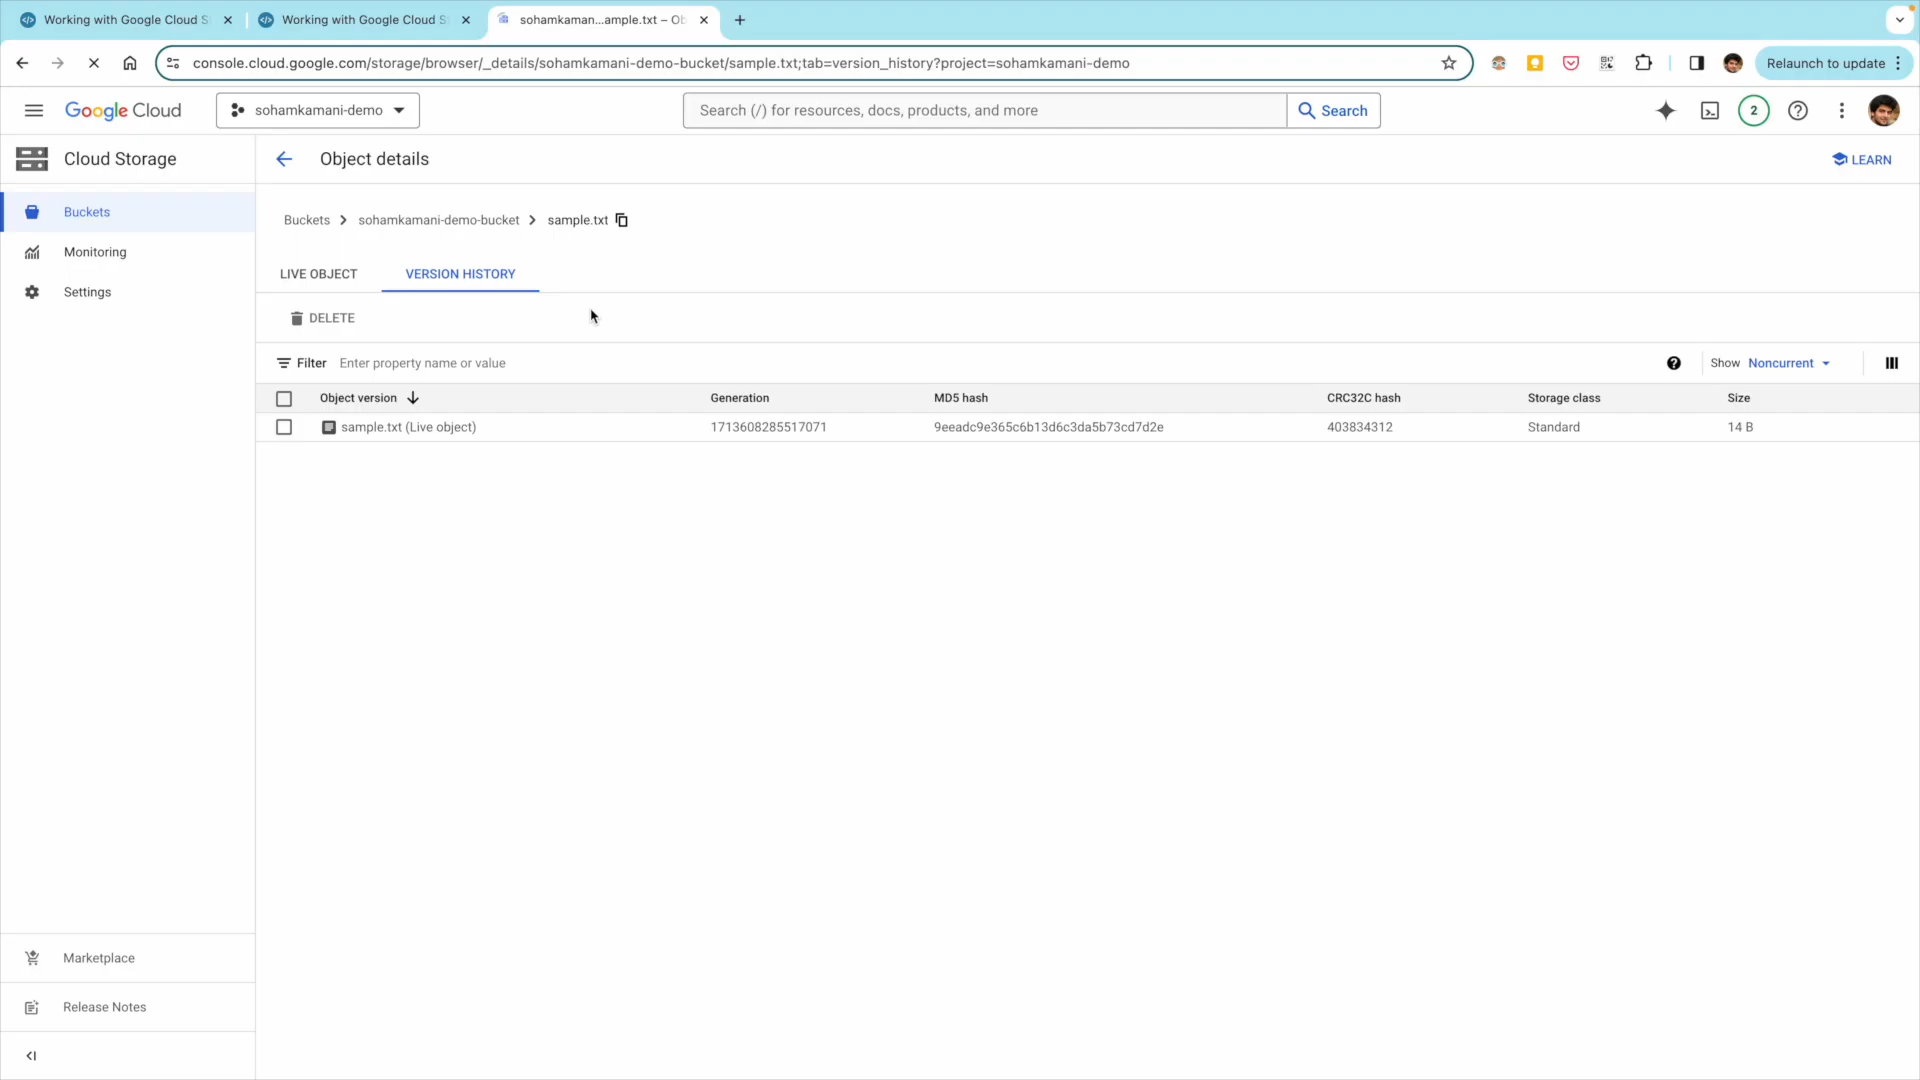 Working with Google Cloud S
Working with Google Cloud S
sohamkaman...ample.txt – Ob
console.cloud.google.com/storage/browser/_details/sohamkamani-demo-bucket/sample.txt;tab=version_history?project=sohamkamani-demo
Relaunch to update
Google Cloud
sohamkamani-demo
Search (/) for resources, docs, products, and more
Search
2
Cloud Storage
Object details
LEARN
Buckets
Monitoring
Settings
Buckets > sohamkamani-demo-bucket > sample.txt
LIVE OBJECT VERSION HISTORY
DELETE
Filter Enter property name or value
Show Noncurrent
Object version Generation MD5 hash CRC32C hash Storage class Size
sample.txt (Live object) 1713608285517071 9eeadc9e365c6b13d6c3da5b73cd7d2e 403834312 Standard 14 B
Marketplace
Release Notes